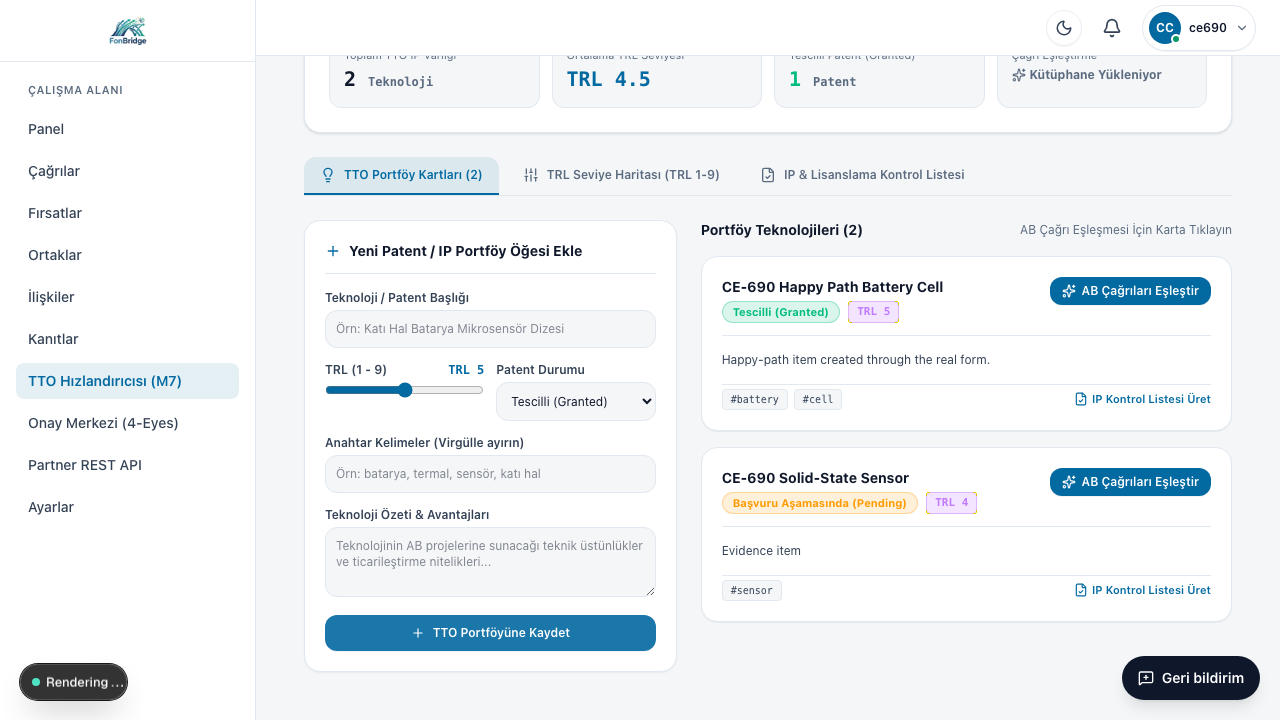 FonBridge
CC ce690
ÇALIŞMA ALANI
Panel
Çağrılar
Fırsatlar
Ortaklar
İlişkiler
Kanıtlar
TTO Hızlandırıcısı (M7)
Onay Merkezi (4-Eyes)
Partner REST API
Ayarlar
Rendering ...
2 Teknoloji
TRL 4.5
1 Patent
Kütüphane Yükleniyor
TTO Portföy Kartları (2)
TRL Seviye Haritası (TRL 1-9)
IP & Lisanslama Kontrol Listesi
Yeni Patent / IP Portföy Öğesi Ekle
Teknoloji / Patent Başlığı
Örn: Katı Hal Batarya Mikrosensör Dizesi
TRL (1 - 9) TRL 5
Patent Durumu
Tescilli (Granted)
Anahtar Kelimeler (Virgülle ayırın)
Örn: batarya, termal, sensör, katı hal
Teknoloji Özeti & Avantajları
Teknolojinin AB projelerine sunacağı teknik üstünlükler
ve ticarileştirme nitelikleri...
TTO Portföyüne Kaydet
Portföy Teknolojileri (2)
AB Çağrı Eşleşmesi İçin Karta Tıklayın
CE-690 Happy Path Battery Cell
AB Çağrıları Eşleştir
Tescilli (Granted) TRL 5
Happy-path item created through the real form.
#battery #cell
IP Kontrol Listesi Üret
CE-690 Solid-State Sensor
AB Çağrıları Eşleştir
Başvuru Aşamasında (Pending) TRL 4
Evidence item
#sensor
IP Kontrol Listesi Üret
Geri bildirim